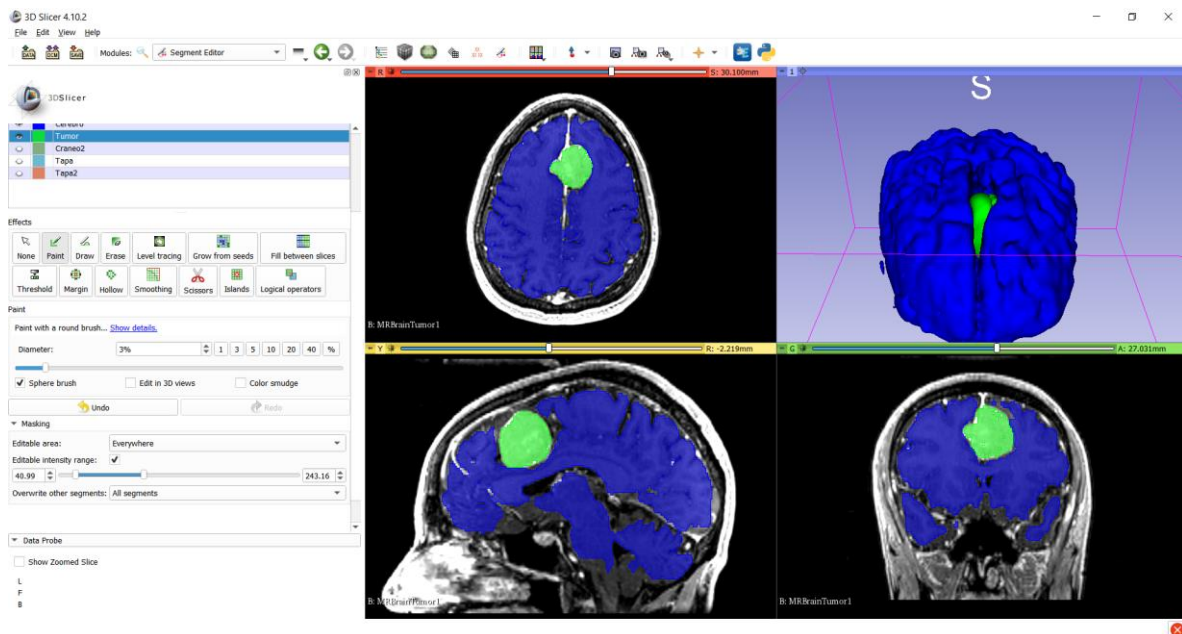 3D Slicer 4.10.2
File Edit View Help
DATA DCM SAVE Modules: Segment Editor
3DSlicer
Cerebro
Tumor
Craneo2
Tapa
Tapa2
Effects
None Paint Draw Erase Level tracing Grow from seeds Fill between slices
Threshold Margin Hollow Smoothing Scissors Islands Logical operators
Paint
Paint with a round brush... Show details.
Diameter: 3% 1 3 5 10 20 40 %
Sphere brush Edit in 3D views Color smudge
Undo Redo
Masking
Editable area: Everywhere
Editable intensity range:
40.99 243.16
Overwrite other segments: All segments
Data Probe
Show Zoomed Slice
L
F
B
R S: 30.100mm
B: MRBrainTumor1
1
S
Y R: -2.219mm
B: MRBrainTumor1
G A: 27.031mm
B: MRBrainTumor1